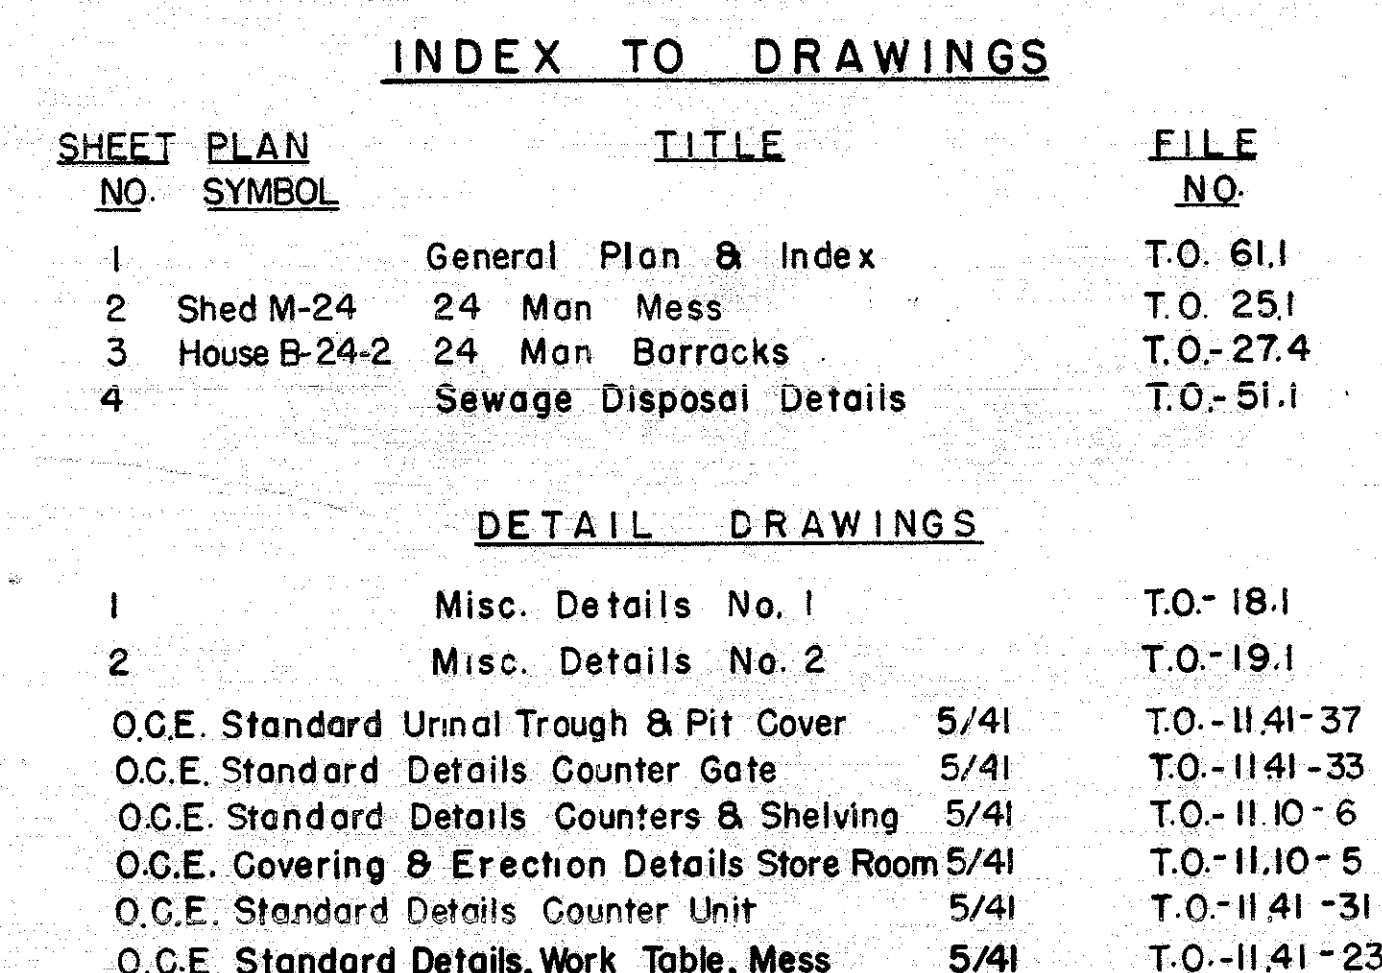 INDEX TO DRAWINGS
SHEET PLAN TITLE FILE
NO. SYMBOL NO.
1 General Plan & Index T.O. 61.1
2 Shed M-24 24 Man Mess T.O. 25.1
3 House B-24-2 24 Man Barracks T.O.-27.4
4 Sewage Disposal Details T.O.-51.1
DETAIL DRAWINGS
1 Misc. Details No. 1 T.O.-18.1
2 Misc. Details No. 2 T.O.-19.1
O.C.E. Standard Urinal Trough & Pit Cover 5/41 T.O.-11.41-37
O.C.E. Standard Details Counter Gate 5/41 T.O.-11.41-33
O.C.E. Standard Details Counters & Shelving 5/41 T.O.-11.10-6
O.C.E. Covering & Erection Details Store Room 5/41 T.O.-11.10-5
O.C.E. Standard Details Counter Unit 5/41 T.O.-11.41-31
O.C.E Standard Details, Work Table, Mess 5/41 T.O.-11.41-23